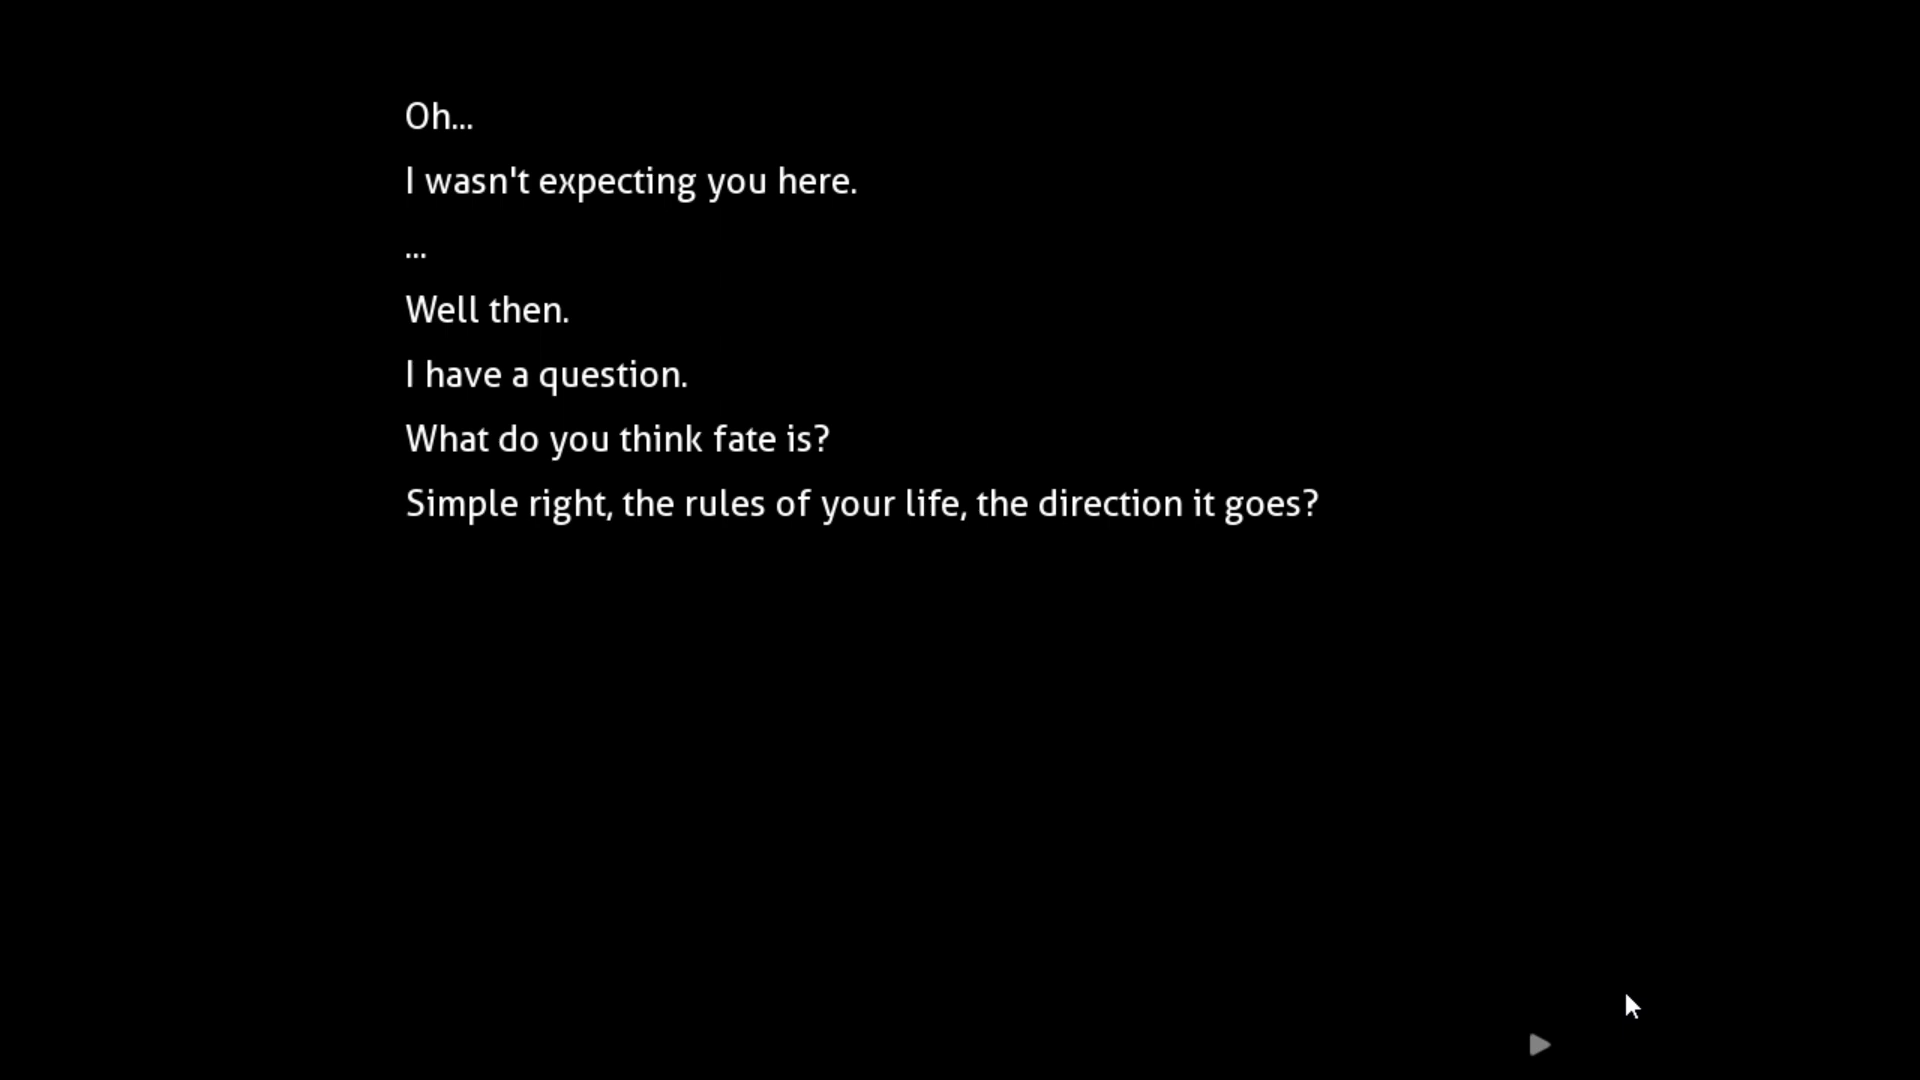 Oh...
I wasn't expecting you here.
...
Well then.
I have a question.
What do you think fate is?
Simple right, the rules of your life, the direction it goes?